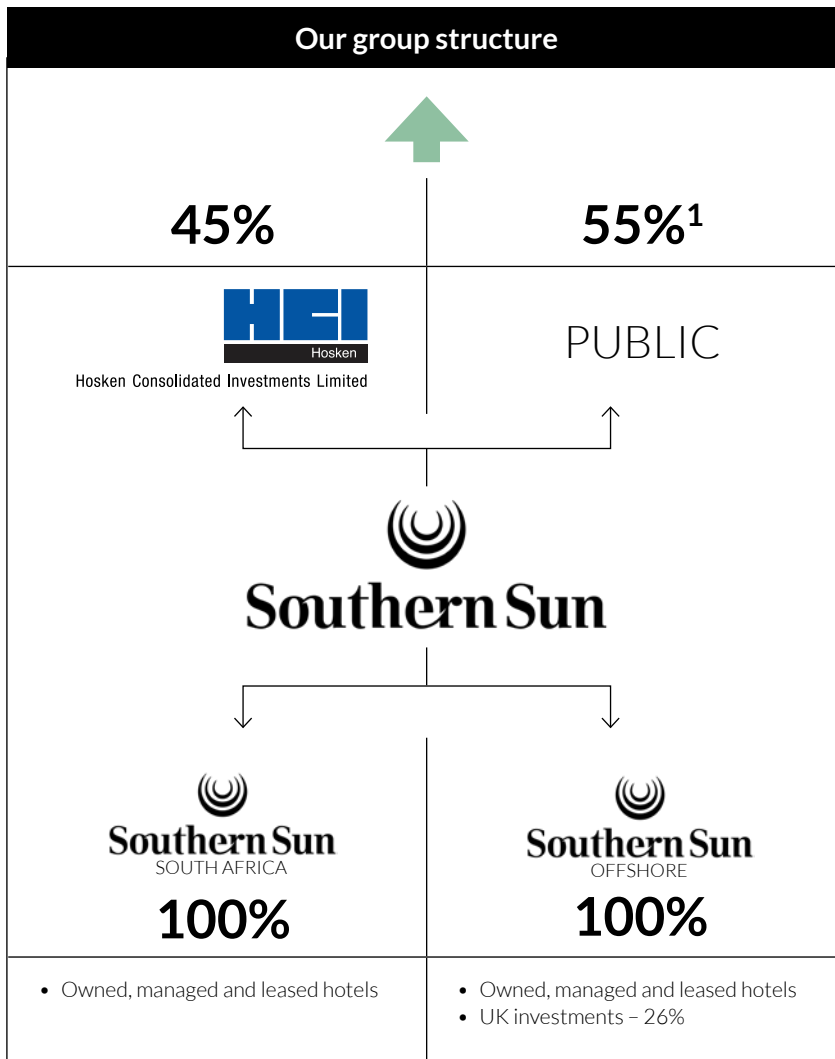 Our group structure
45%
55%¹
HCI
Hosken
Hosken Consolidated Investments Limited
PUBLIC
Southern Sun
Southern Sun
SOUTH AFRICA
100%
Southern Sun
OFFSHORE
100%
• Owned, managed and leased hotels
• Owned, managed and leased hotels
• UK investments – 26%